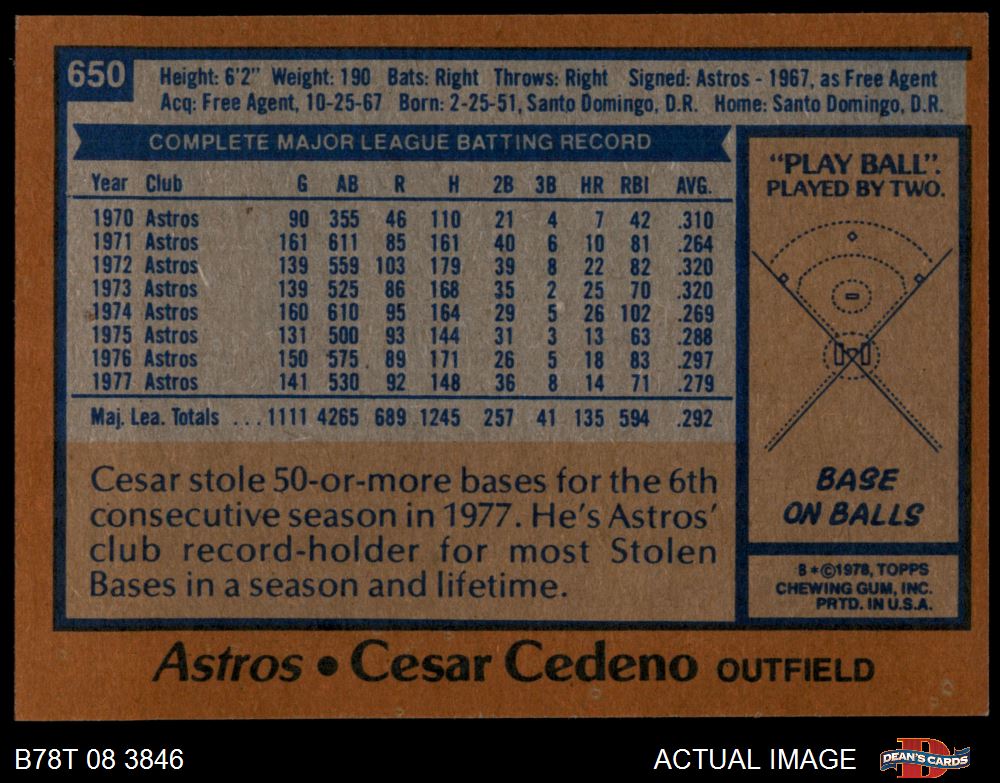 650
Height: 6'2" Weight: 190 Bats: Right Throws: Right Signed: Astros - 1967, as Free Agent
Acq: Free Agent, 10-25-67 Born: 2-25-51, Santo Domingo, D.R. Home: Santo Domingo, D.R.
COMPLETE MAJOR LEAGUE BATTING RECORD
Year Club G AB R H 2B 3B HR RBI AVG.
1970 Astros 90 355 46 110 21 4 7 42 .310
1971 Astros 161 611 85 161 40 6 10 81 .264
1972 Astros 139 559 103 179 39 8 22 82 .320
1973 Astros 139 525 86 168 35 2 25 70 .320
1974 Astros 160 610 95 164 29 5 26 102 .269
1975 Astros 131 500 93 144 31 3 13 63 .288
1976 Astros 150 575 89 171 26 5 18 83 .297
1977 Astros 141 530 92 148 36 8 14 71 .279
Maj. Lea. Totals ... 1111 4265 689 1245 257 41 135 594 .292
Cesar stole 50-or-more bases for the 6th
consecutive season in 1977. He's Astros'
club record-holder for most Stolen
Bases in a season and lifetime.
"PLAY BALL".
PLAYED BY TWO.
BASE
ON BALLS
B*©1978, TOPPS
CHEWING GUM, INC.
PRTD. IN U.S.A.
Astros • Cesar Cedeno OUTFIELD
B78T 08 3846
ACTUAL IMAGE
D
DEAN'S CARDS